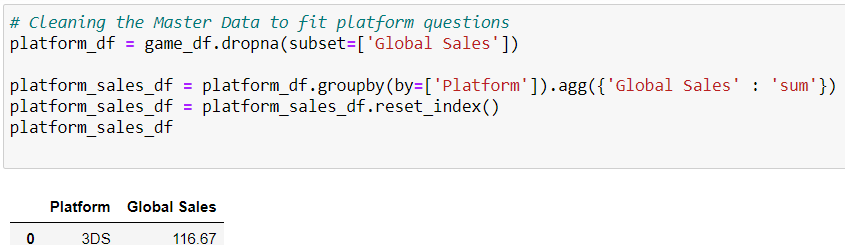 # Cleaning the Master Data to fit platform questions
platform_df = game_df.dropna(subset=['Global Sales'])
platform_sales_df = platform_df.groupby(by=['Platform']).agg({'Global Sales' : 'sum'})
platform_sales_df = platform_sales_df.reset_index()
platform_sales_df
Platform Global Sales
0 3DS 116.67